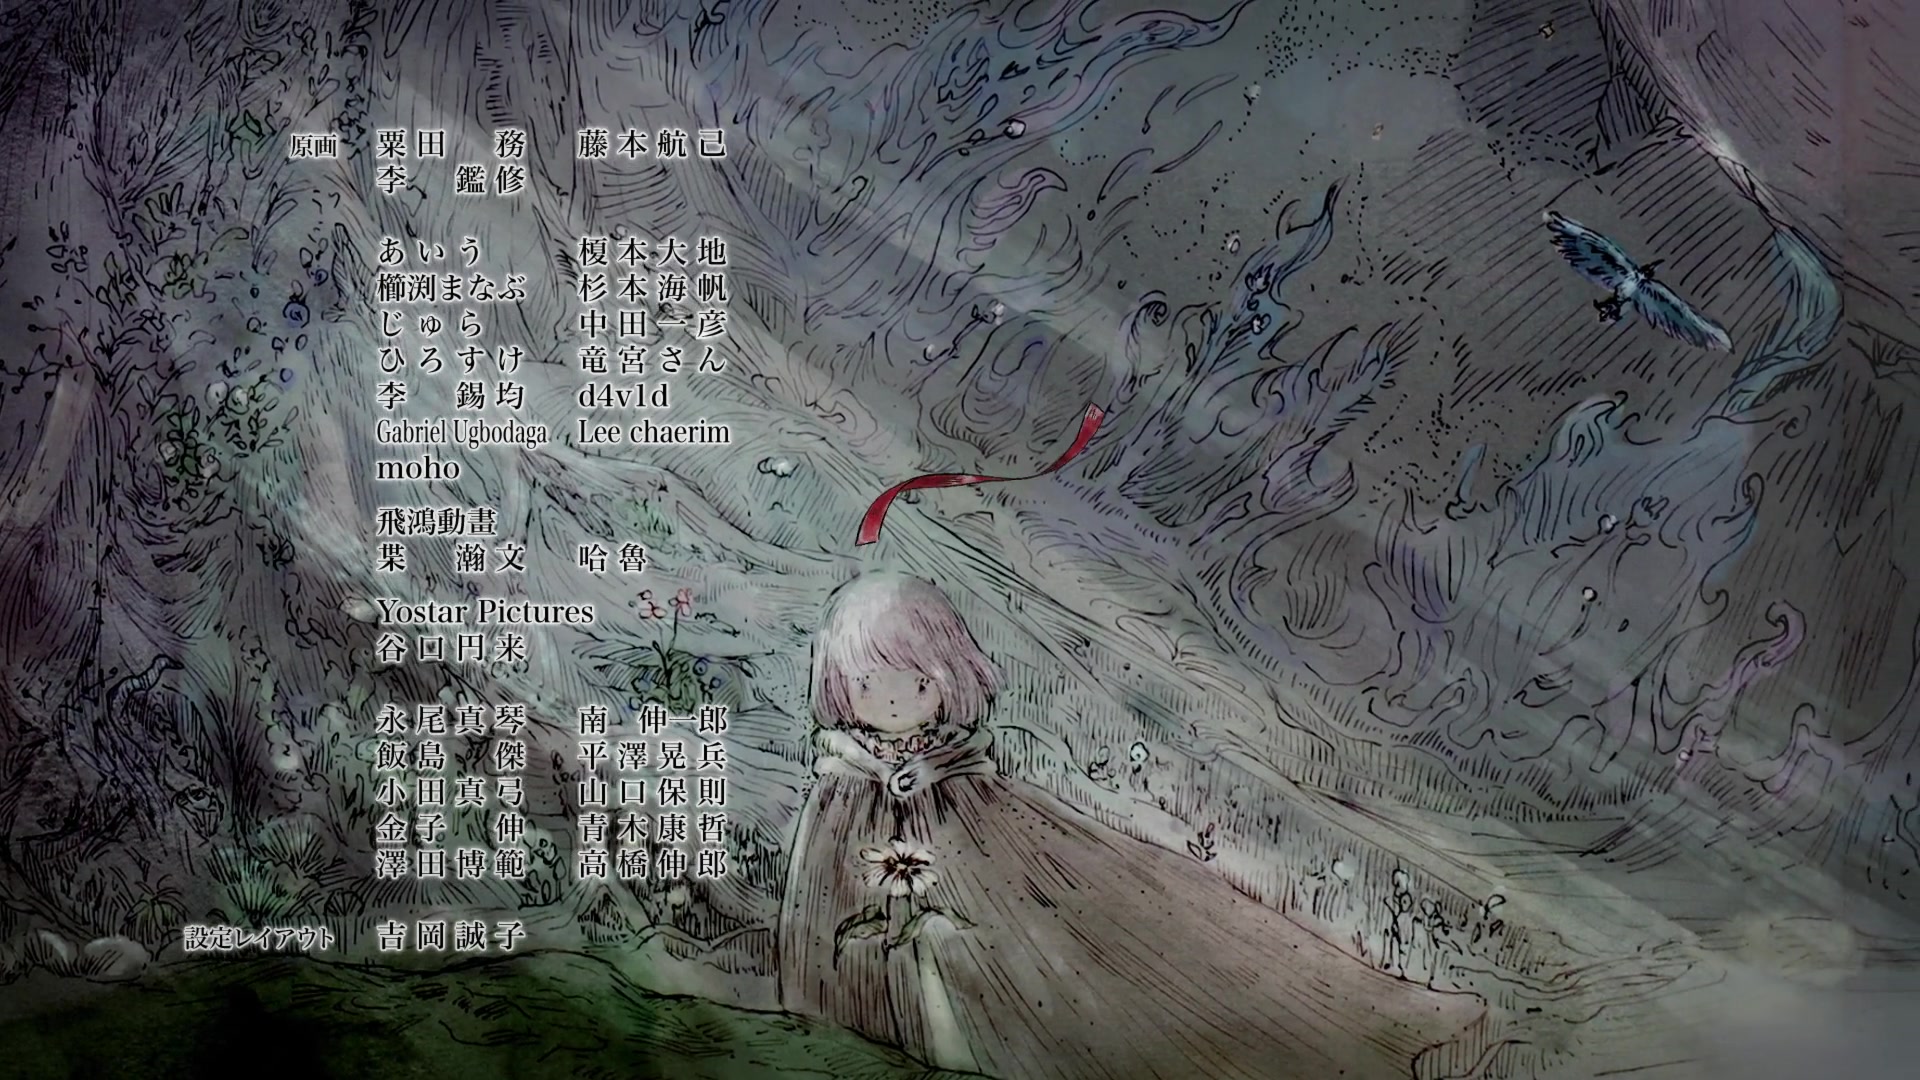 原画 粟田 務 藤本航己
李 鑑修
あいう 榎本大地
櫛渕まなぶ 杉本海帆
じゅら 中田一彦
ひろすけ 竜宮さん
李 錫均 d4v1d
Gabriel Ugbodaga Lee chaerim
moho
飛鴻動畫
枼 瀚文 哈魯
Yostar Pictures
谷口円来
永尾真琴 南 伸一郎
飯島 傑 平澤晃兵
小田真弓 山口保則
金子 伸 青木康哲
澤田博範 高橋伸郎
設定レイアウト 吉岡誠子